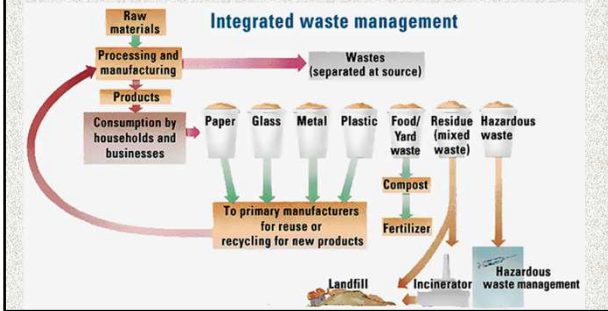 Integrated waste management
Raw
materials
Processing and
manufacturing
Wastes
(separated at source)
Products
Consumption by
households and
businesses
Paper
Glass
Metal
Plastic
Food/
Yard
waste
Residue
(mixed
waste)
Hazardous
waste
To primary manufacturers
for reuse or
recycling for new products
Compost
Fertilizer
Landfill
Incinerator
Hazardous
waste management